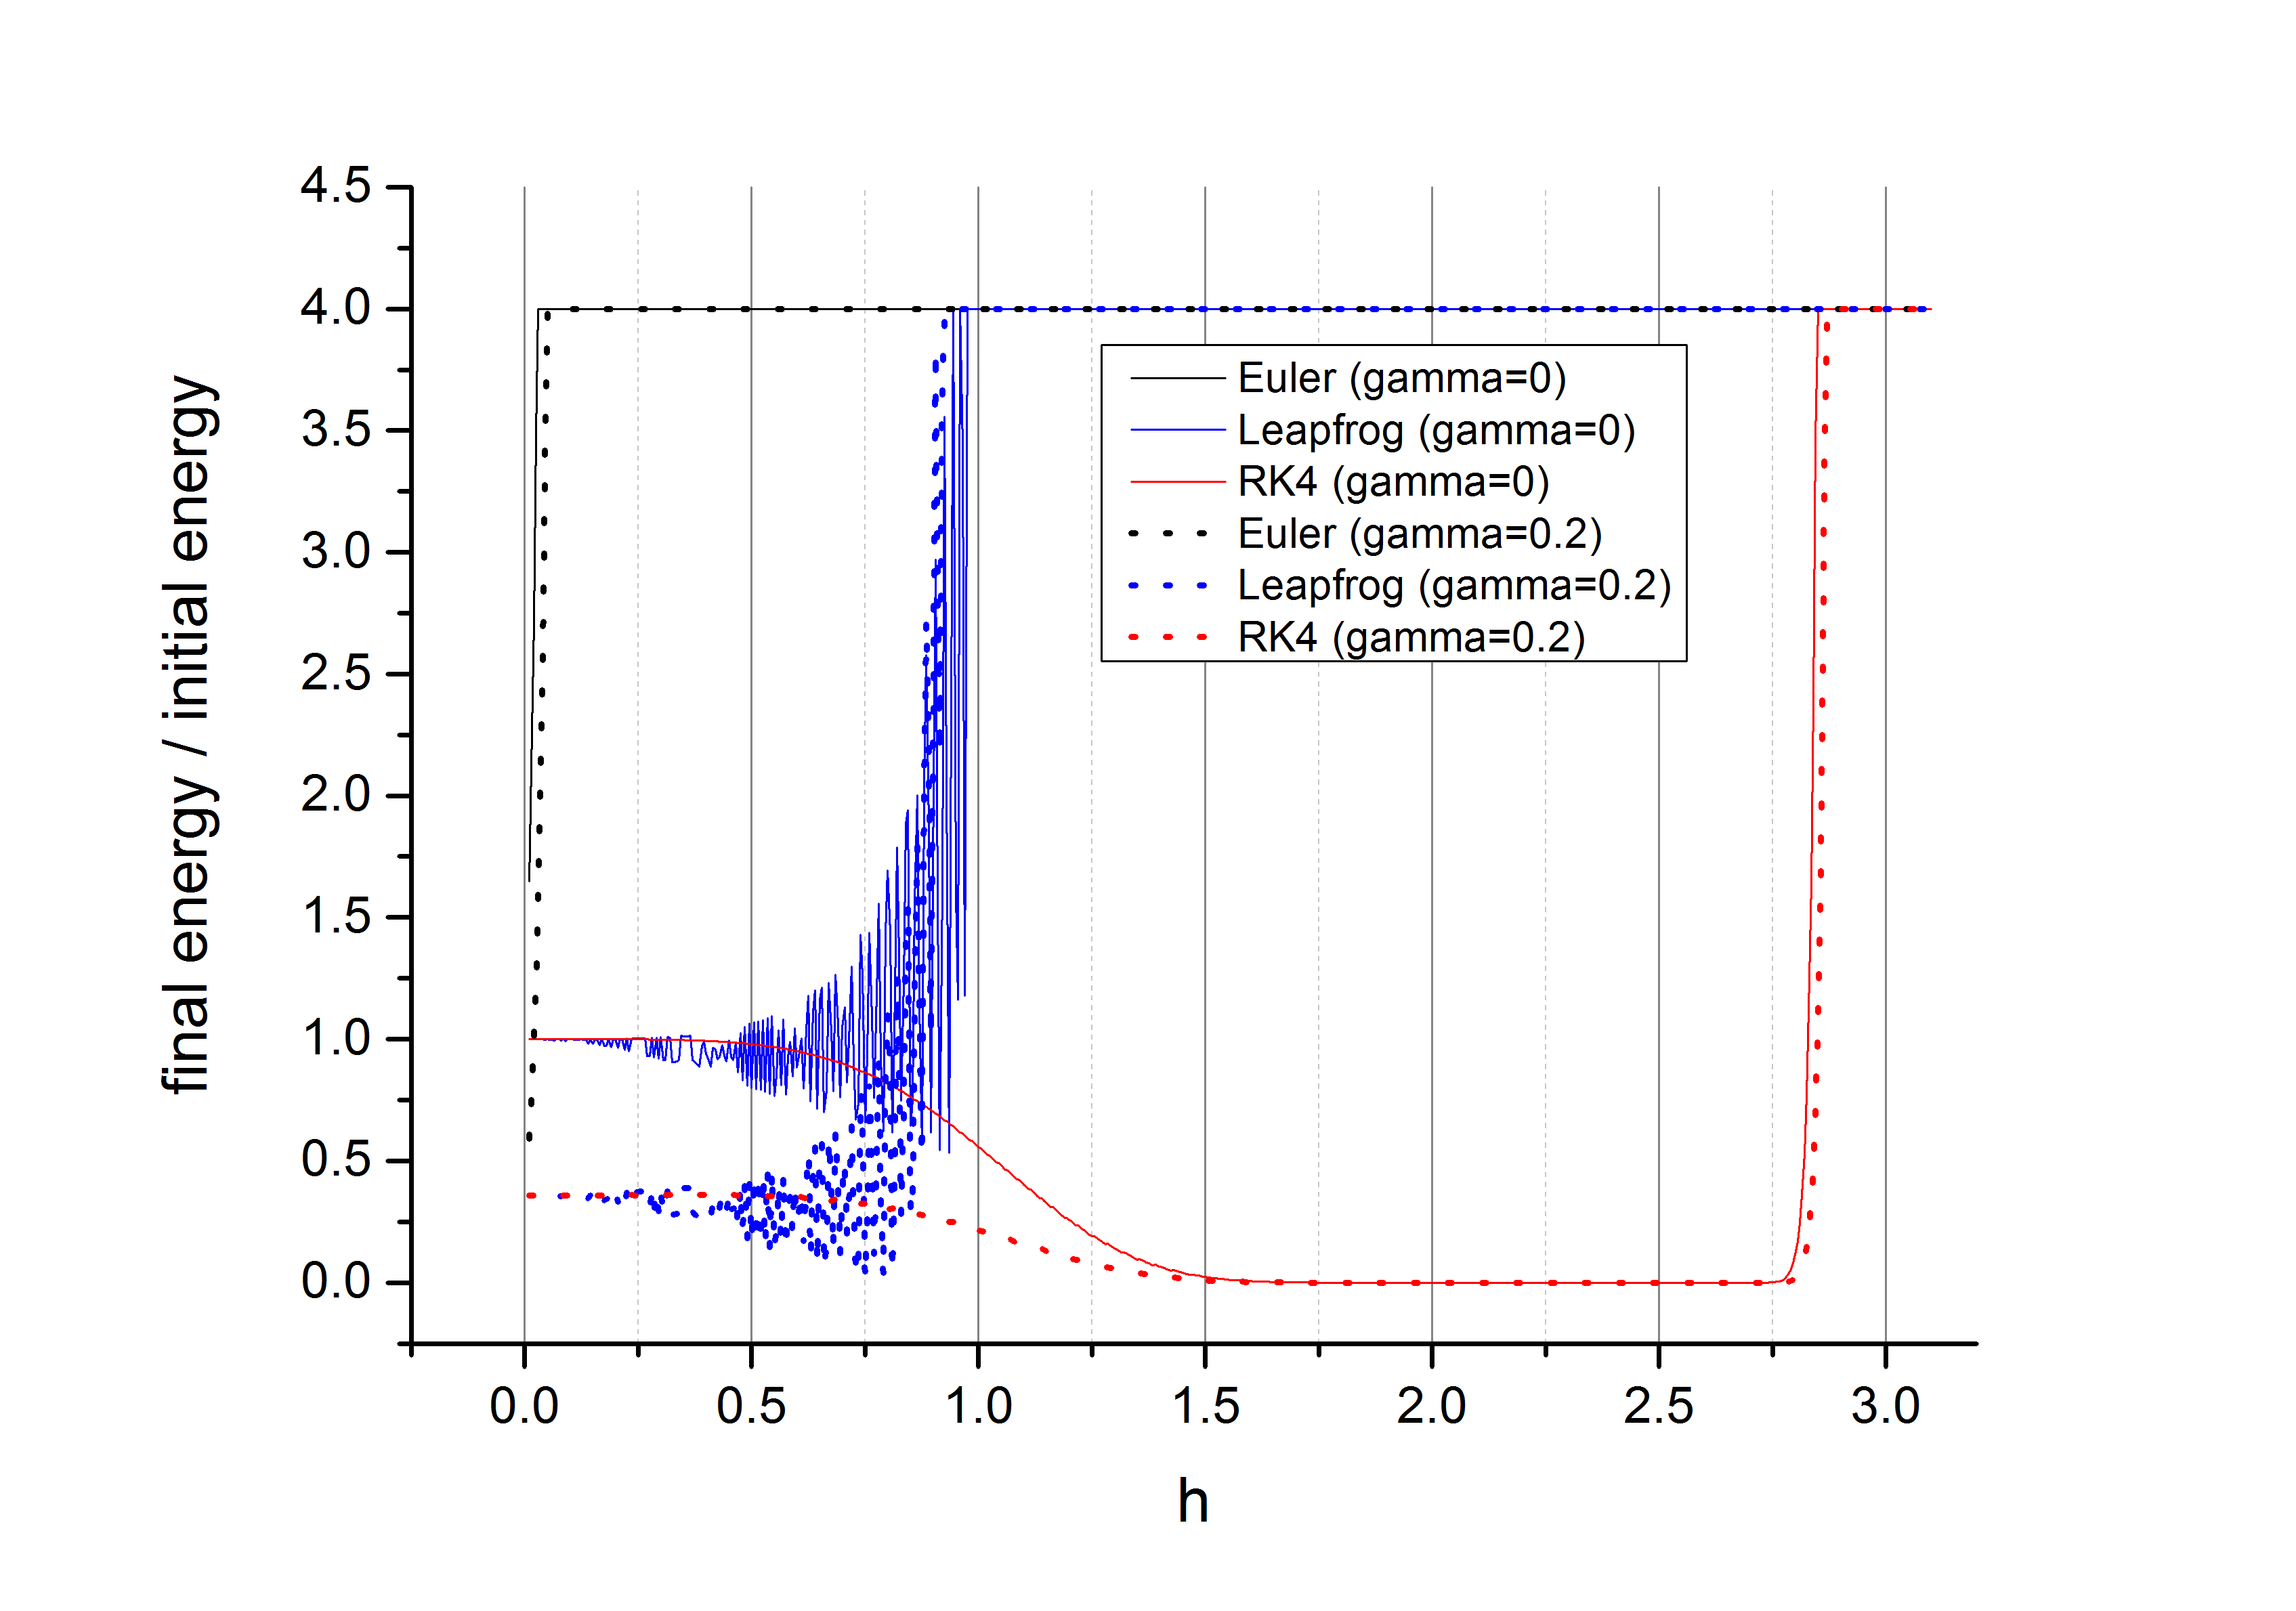 4.5
4.0
3.5
3.0
2.5
2.0
1.5
1.0
0.5
0.0
final energy / initial energy
Euler (gamma=0)
Leapfrog (gamma=0)
RK4 (gamma=0)
Euler (gamma=0.2)
Leapfrog (gamma=0.2)
RK4 (gamma=0.2)
0.0 0.5 1.0 1.5 2.0 2.5 3.0
h